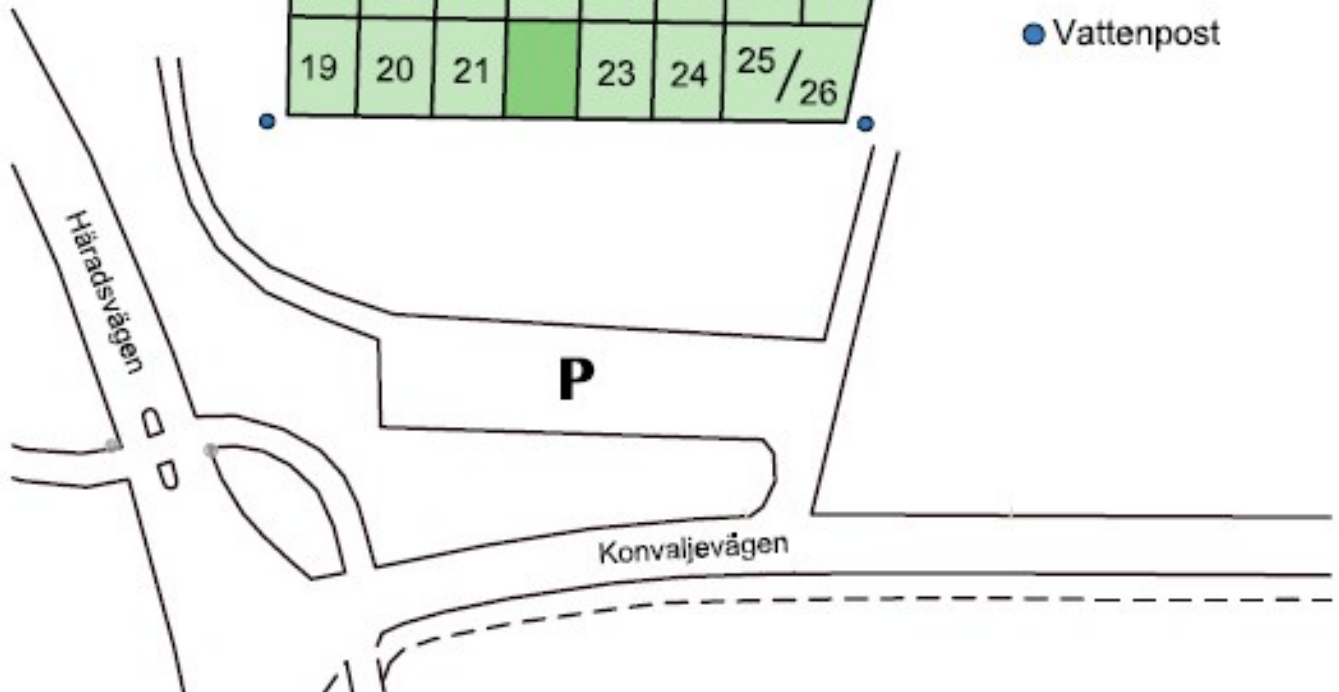 Vattenpost
19 20 21 23 24 25/26
Häradsvägen
P
Konvaljevägen